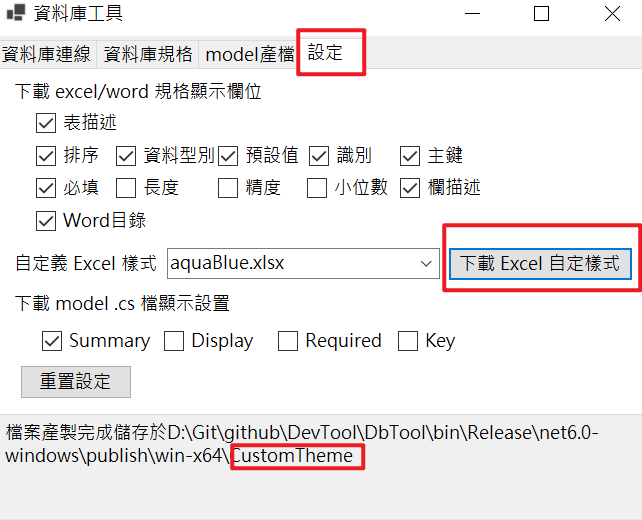 資料庫工具
資料庫連線 資料庫規格 model產檔 設定
下載 excel/word 規格顯示欄位
表描述
排序 資料型別 預設值 識別 主鍵
必填 長度 精度 小位數 欄描述
Word目錄
自定義 Excel 樣式 aquaBlue.xlsx 下載 Excel 自定樣式
下載 model .cs 檔顯示設置
Summary Display Required Key
重置設定
檔案產製完成儲存於D:\Git\github\DevTool\DbTool\bin\Release\net6.0-
windows\publish\win-x64\CustomTheme